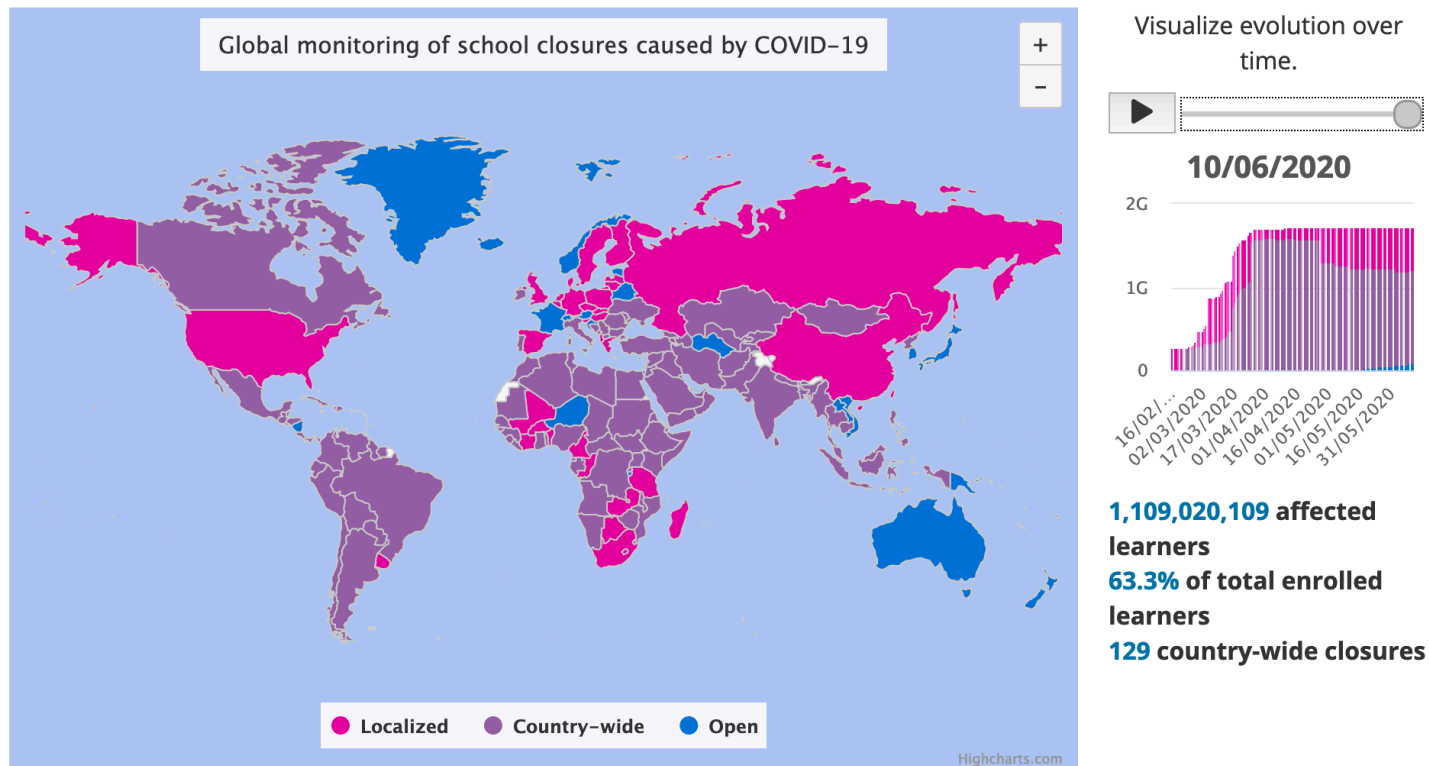 Global monitoring of school closures caused by COVID-19
+
-
Localized
Country-wide
Open
Highcharts.com
Visualize evolution over
time.
10/06/2020
2G
1G
0
16/02/...
02/03/2020
17/03/2020
01/04/2020
16/04/2020
01/05/2020
16/05/2020
31/05/2020
1,109,020,109 affected
learners
63.3% of total enrolled
learners
129 country-wide closures